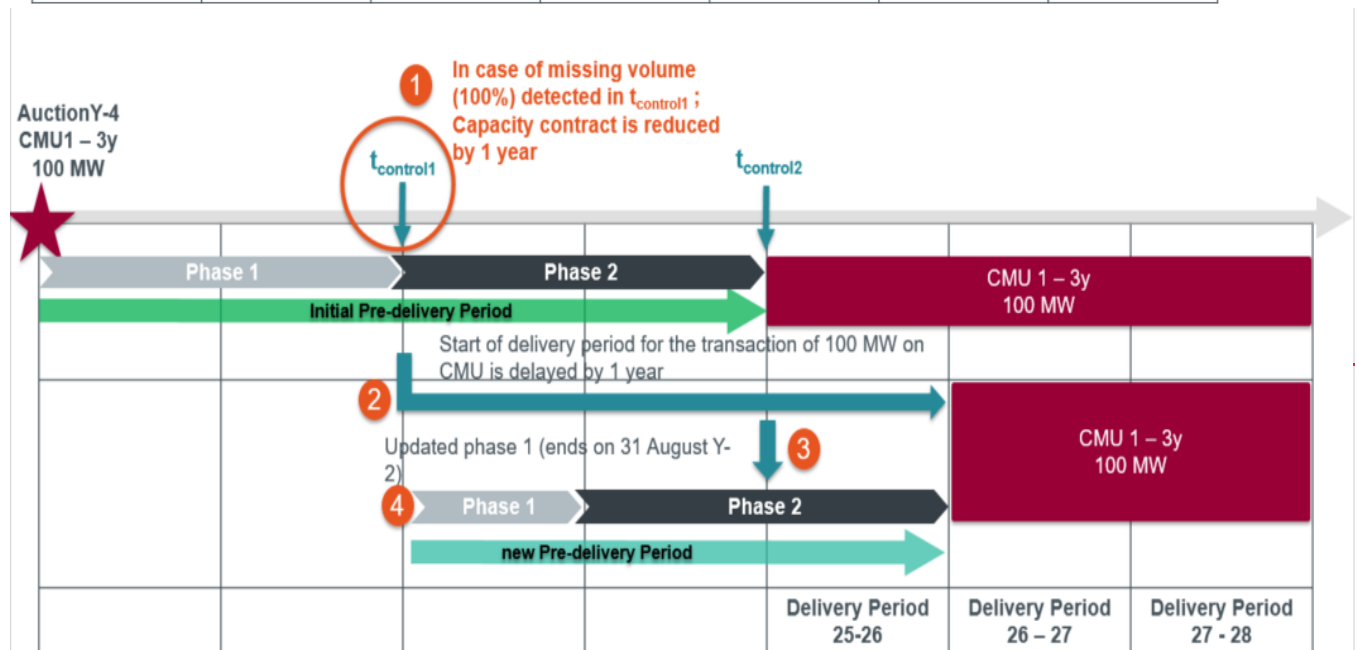 1
In case of missing volume
(100%) detected in tcontrol1 ;
Capacity contract is reduced
by 1 year
AuctionY-4
CMU1 – 3y
100 MW
tcontrol1
tcontrol2
Phase 1
Phase 2
CMU 1 – 3y
100 MW
Initial Pre-delivery Period
Start of delivery period for the transaction of 100 MW on
CMU is delayed by 1 year
2
Updated phase 1 (ends on 31 August Y-
2)
3
CMU 1 – 3y
100 MW
4
Phase 1
Phase 2
new Pre-delivery Period
Delivery Period
25-26
Delivery Period
26 – 27
Delivery Period
27 - 28